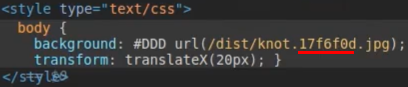 <style type="text/css">
body {
background: #DDD url(/dist/knot.17f6f0d.jpg);
transform: translateX(20px); }
</style>